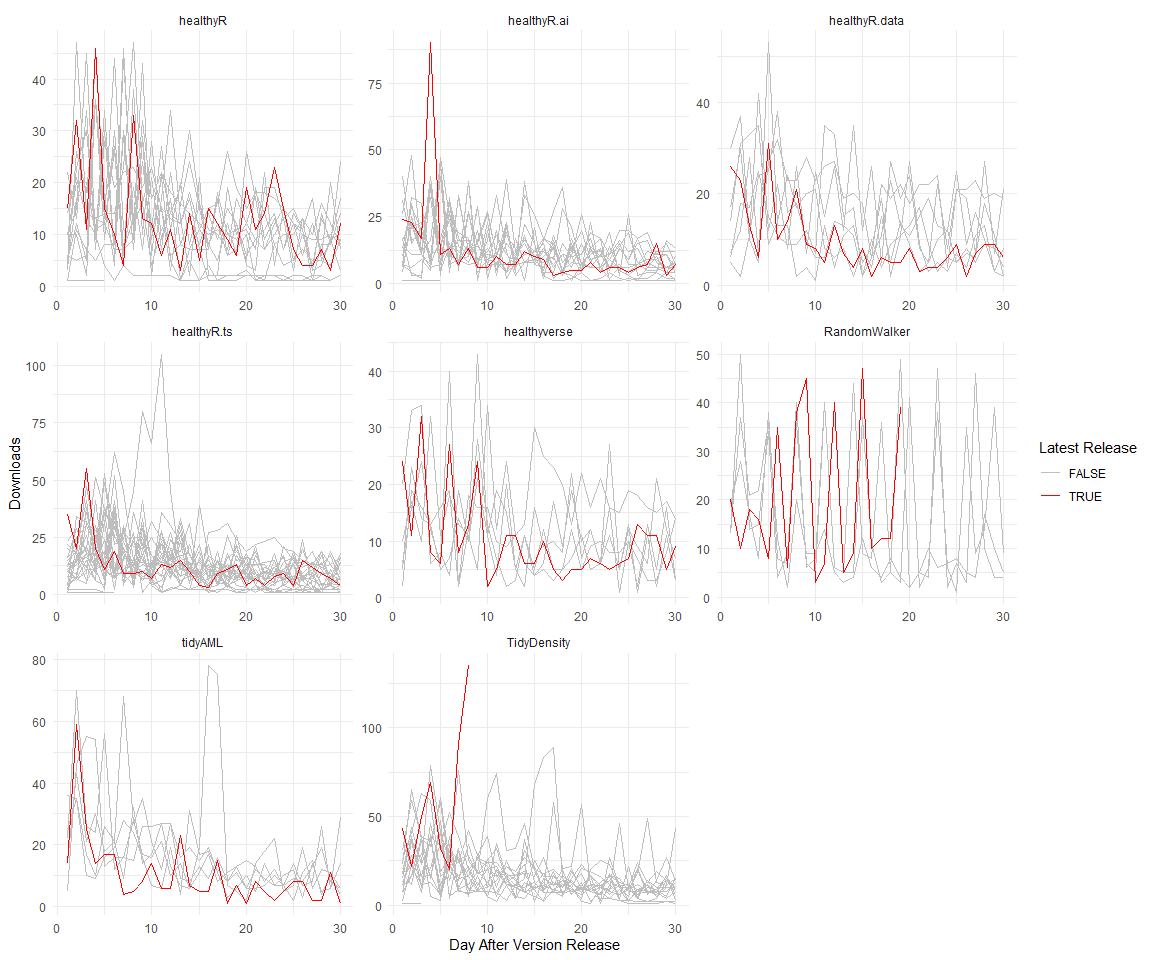 healthyR healthyR.ai healthyR.data
40 30 20 10 0
75 50 25 0
40 20 0
0 10 20 30 0 10 20 30 0 10 20 30
healthyR.ts healthyverse RandomWalker
100 75 50 25 0
40 30 20 10 0
50 40 30 20 10 0
0 10 20 30 0 10 20 30 0 10 20 30
tidyAML TidyDensity
80 60 40 20 0
100 50 0
0 10 20 30 0 10 20 30
Downloads
Day After Version Release
Latest Release
FALSE
TRUE